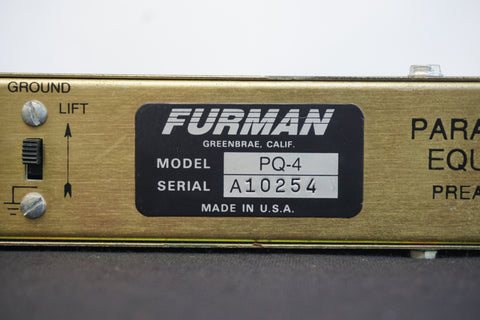 GROUND
LIFT
FURMAN
GREENBRAE, CALIF.
MODEL PQ-4
SERIAL A10254
MADE IN U.S.A.
PARA
EQU
PREA